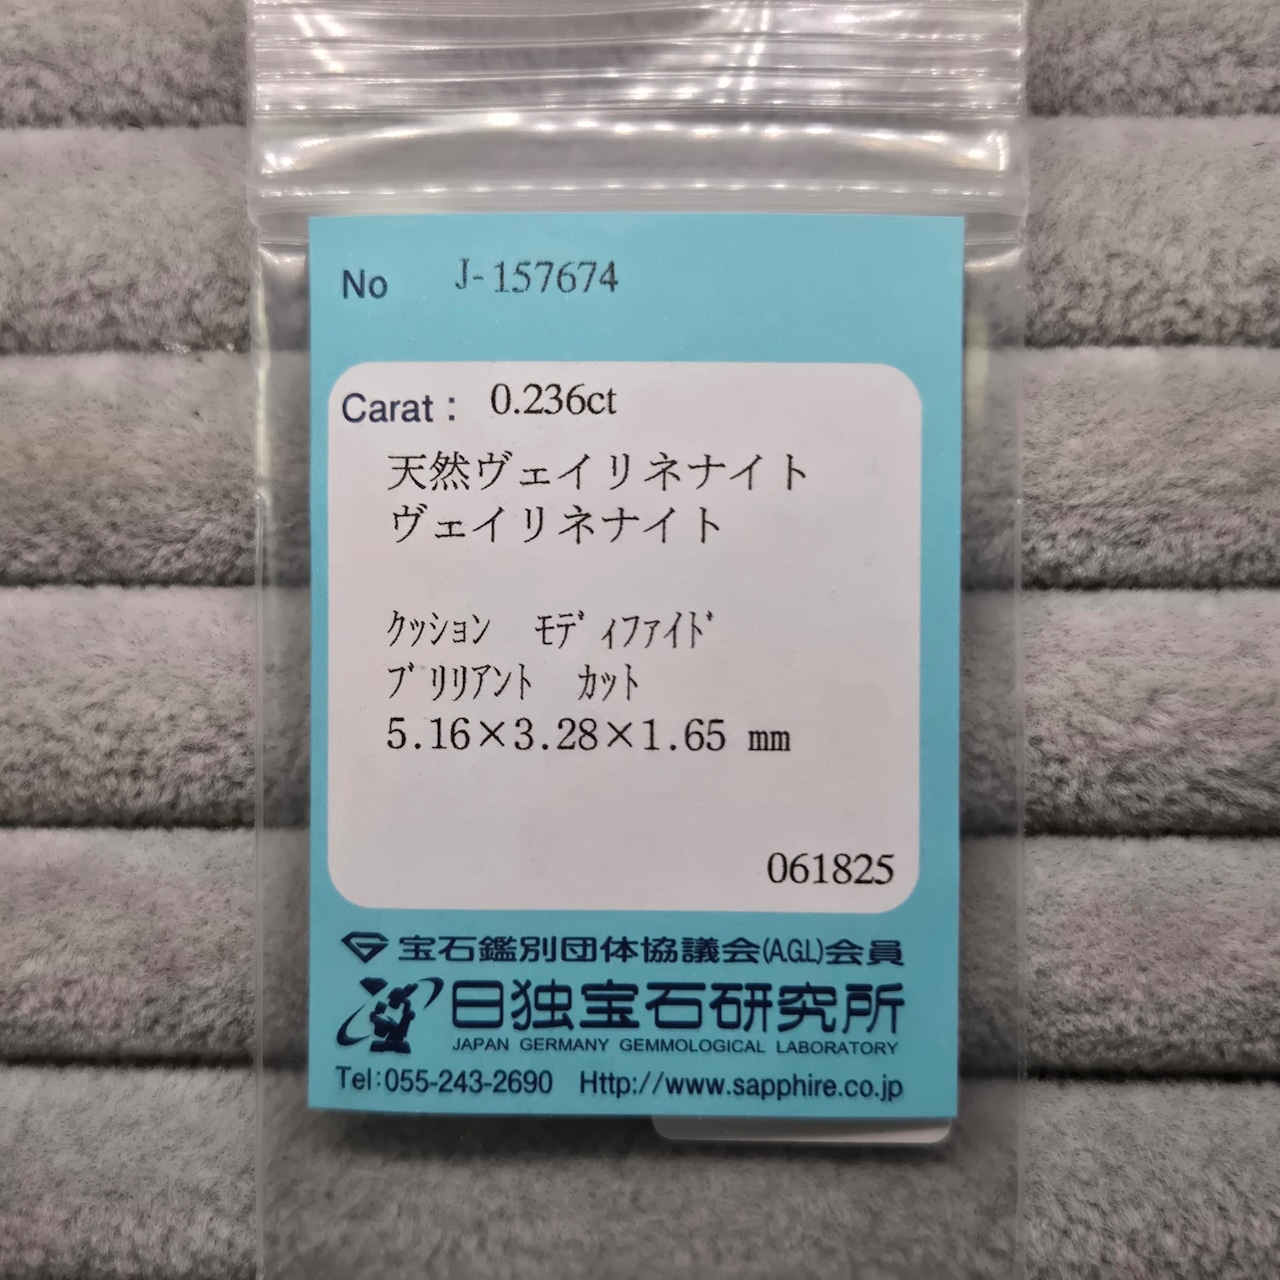 No J-157674
Carat : 0.236ct
天然ヴェイリネナイト
ヴェイリネナイト
ｸｯｼｮﾝ ﾓﾃﾞｨﾌｧｲﾄﾞ
ﾌﾞﾘﾘｱﾝﾄ ｶｯﾄ
5.16×3.28×1.65 ㎜
061825
宝石鑑別団体協議会(A.G.L)会員
日独宝石研究所
JAPAN GERMANY GEMMOLOGICAL LABORATORY
Tel:055-243-2690 Http://www.sapphire.co.jp